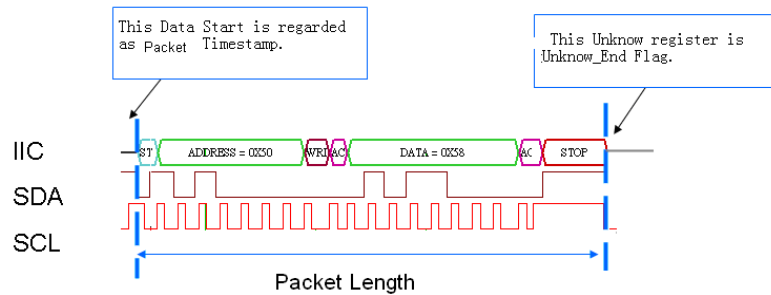 This Data Start is regarded
as Packet Timestamp.
This Unknow register is
Unknow_End Flag.
IIC
ST
ADDRESS = 0X50
WRI
AC
DATA = 0X58
AC
STOP
SDA
SCL
Packet Length